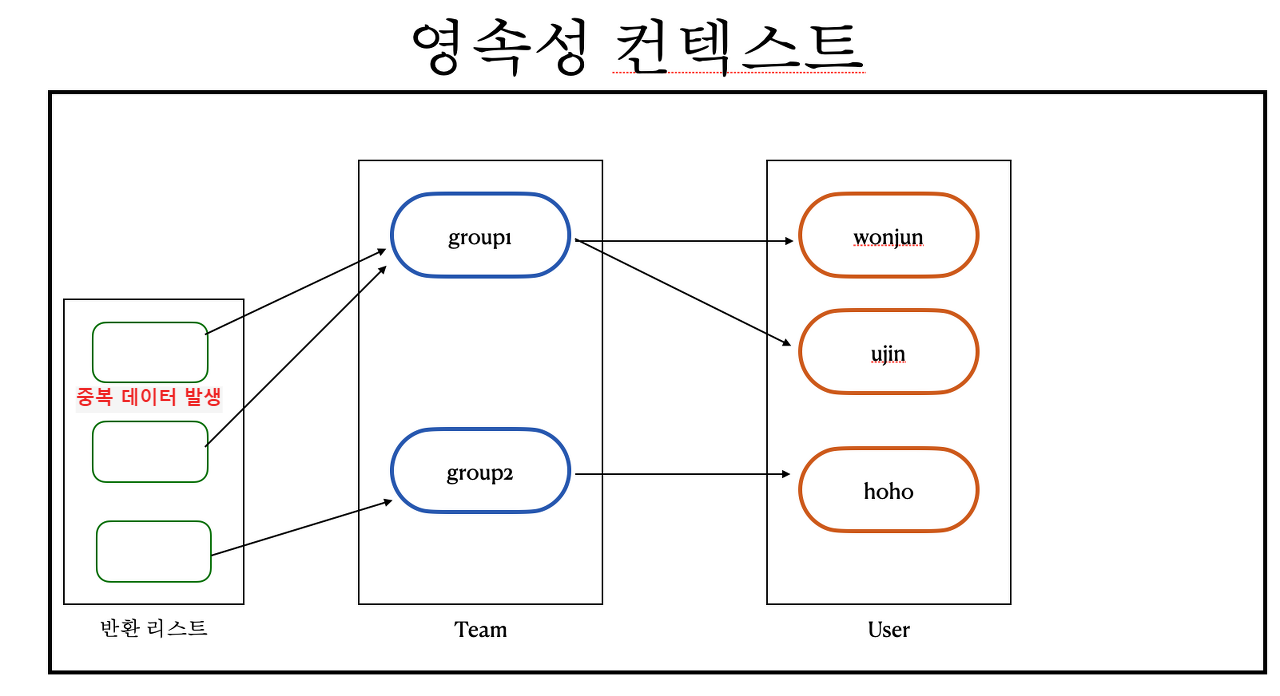 영속성 컨텍스트
group1
wonjun
ujin
중복 데이터 발생
group2
hoho
반환 리스트
Team
User